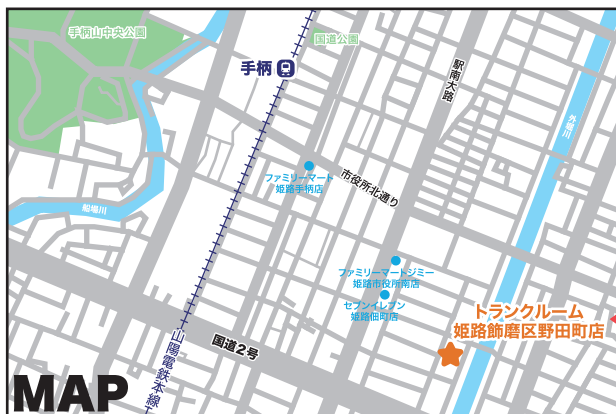 手柄山中央公園
国道公園
手柄
駅南大路
外堀川
ファミリーマート
姫路手柄店
市役所北通り
船場川
ファミリーマートジミー
姫路市役所南店
セブンイレブン
姫路佃町店
トランクルーム
姫路飾磨区野田町店
国道2号
山陽電鉄本線
MAP